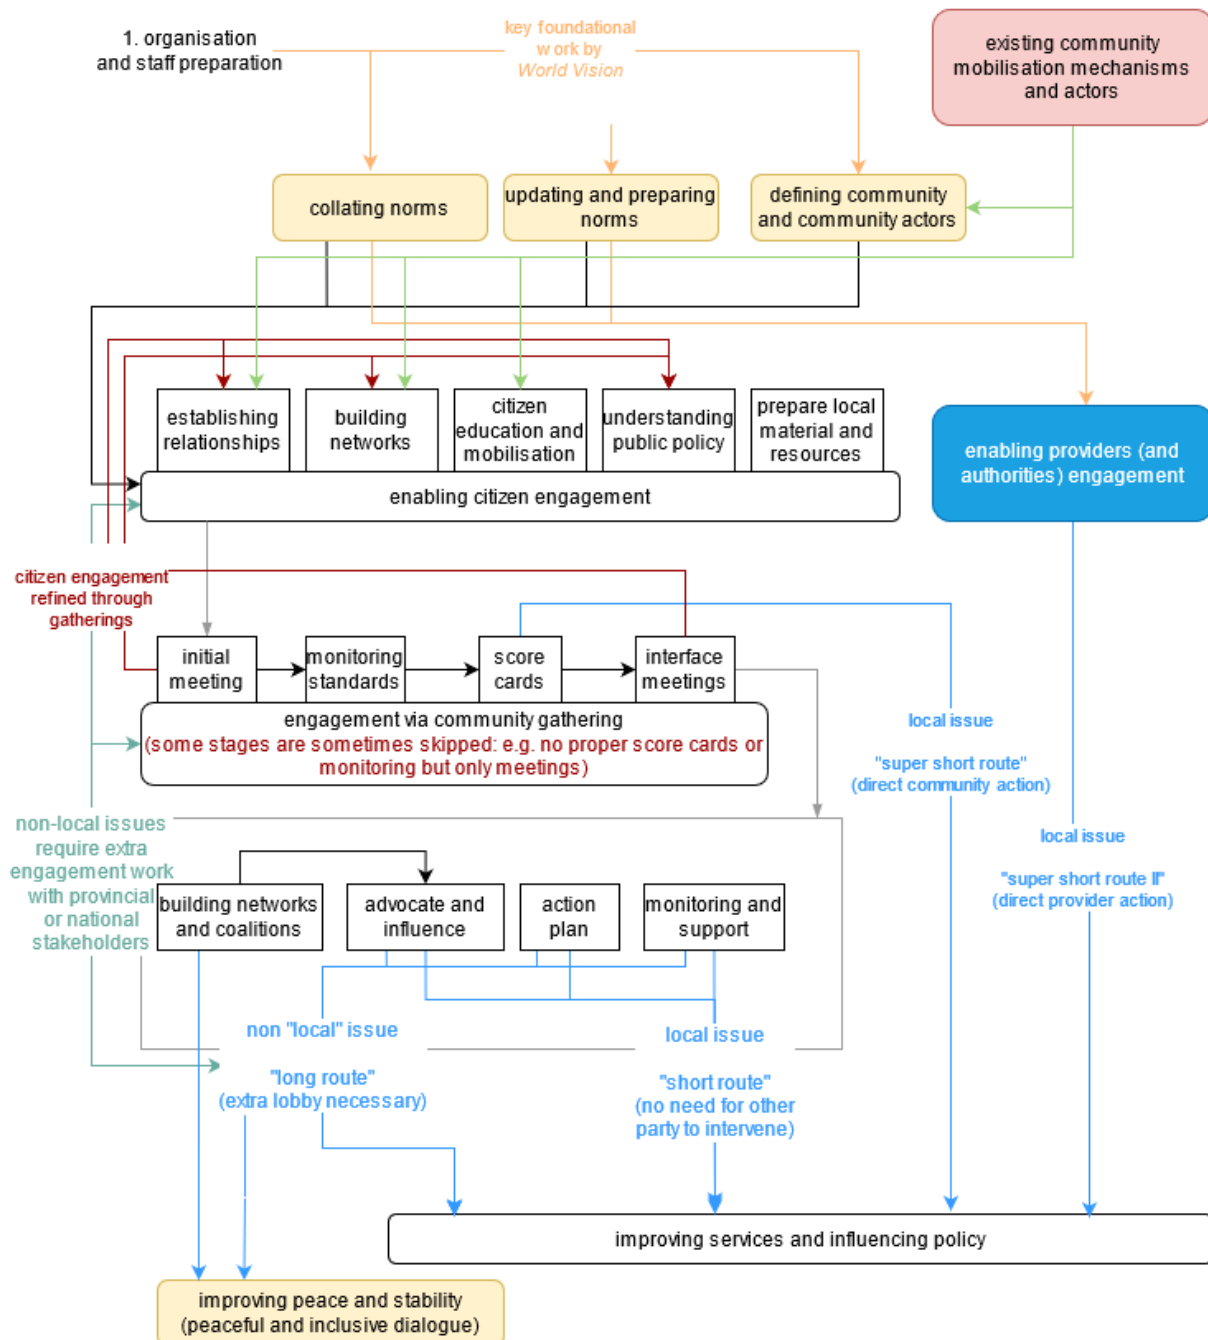 1. organisation
and staff preparation
key foundational
work by
World Vision
existing community
mobilisation mechanisms
and actors
collating norms
updating and preparing
norms
defining community
and community actors
establishing
relationships
building
networks
citizen
education and
mobilisation
understanding
public policy
prepare local
material and
resources
enabling citizen engagement
enabling providers (and
authorities) engagement
citizen engagement
refined through
gatherings
initial
meeting
monitoring
standards
score
cards
interface
meetings
engagement via community gathering
(some stages are sometimes skipped: e.g. no proper score cards or
monitoring but only meetings)
local issue
"super short route"
(direct community action)
local issue
"super short route II"
(direct provider action)
non-local issues
require extra
engagement work
with provincial
or national
stakeholders
building networks
and coalitions
advocate and
influence
action
plan
monitoring and
support
non "local" issue
"long route"
(extra lobby necessary)
local issue
"short route"
(no need for other
party to intervene)
improving services and influencing policy
improving peace and stability
(peaceful and inclusive dialogue)